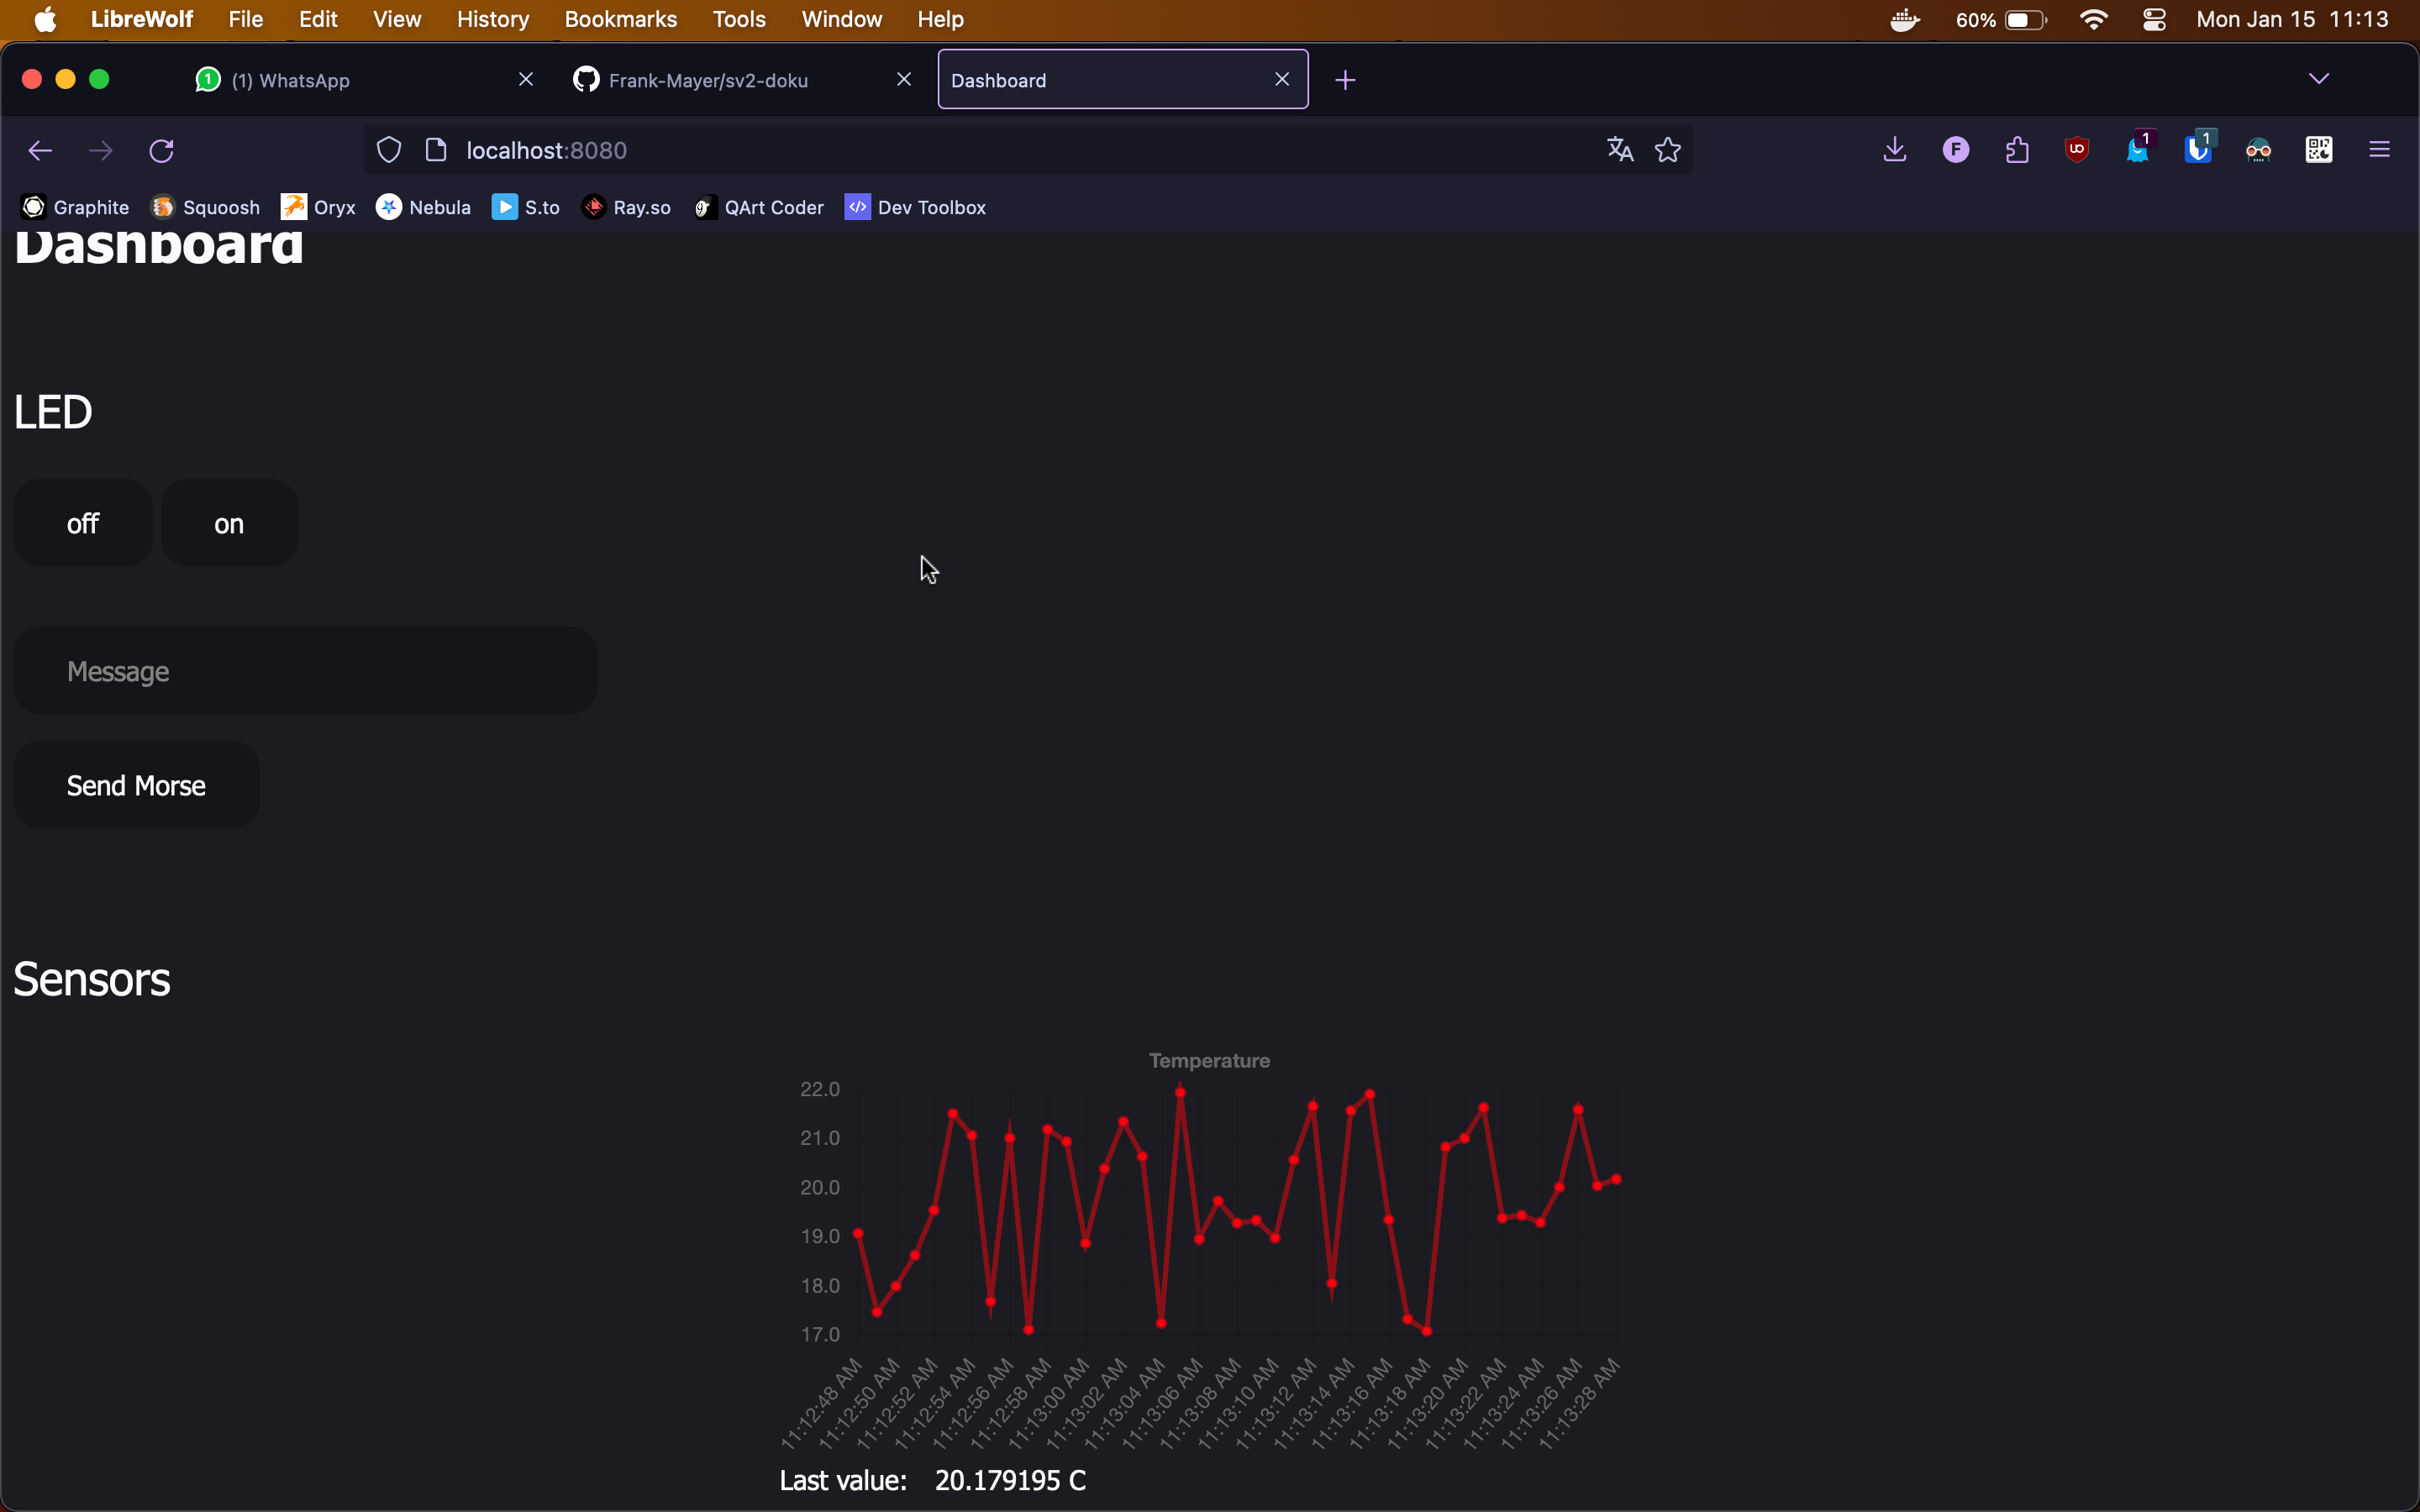 LibreWolf File Edit View History Bookmarks Tools Window Help 60% Mon Jan 15 11:13
1 (1) WhatsApp Frank-Mayer/sv2-doku Dashboard
localhost:8080 F 1 1
Graphite Squoosh Oryx Nebula S.to Ray.so QArt Coder Dev Toolbox
Dashboard
LED
off on
Message
Send Morse
Sensors
Temperature
22.0
21.0
20.0
19.0
18.0
17.0
11:12:48 AM 11:12:50 AM 11:12:52 AM 11:12:54 AM 11:12:56 AM 11:12:58 AM 11:13:00 AM 11:13:02 AM 11:13:04 AM 11:13:06 AM 11:13:08 AM 11:13:10 AM 11:13:12 AM 11:13:14 AM 11:13:16 AM 11:13:18 AM 11:13:20 AM 11:13:22 AM 11:13:24 AM 11:13:26 AM 11:13:28 AM
Last value: 20.179195 C